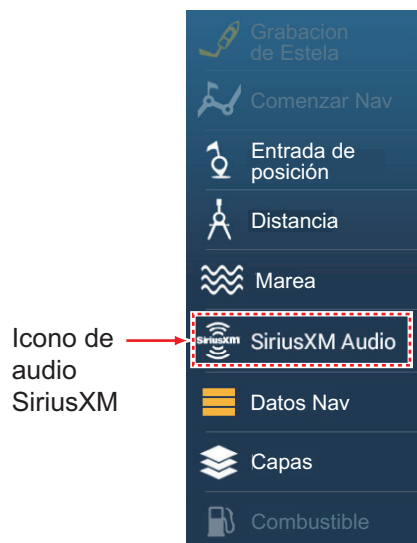 Grabacion
de Estela
Comenzar Nav
Entrada de
posición
Distancia
Marea
Icono de
audio
SiriusXM
SiriusXM
SiriusXM Audio
Datos Nav
Capas
Combustible